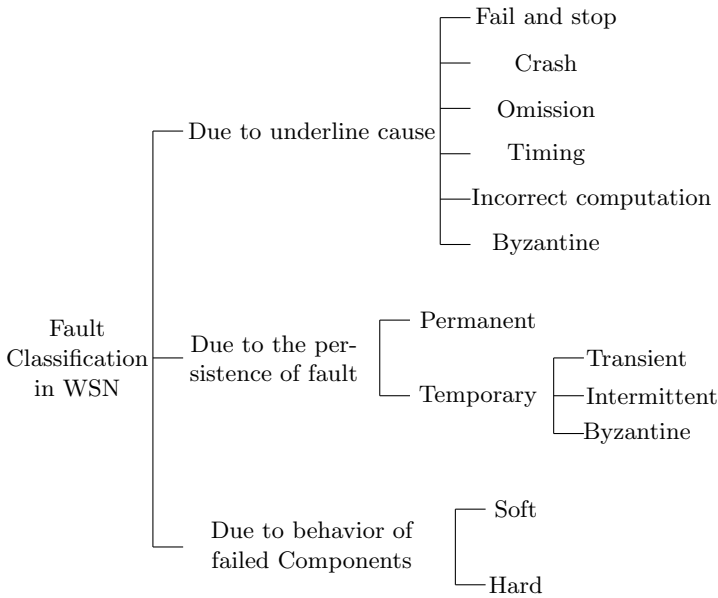 Fail and stop
Crash
Omission
Due to underline cause
Timing
Incorrect computation
Byzantine
Fault
Classification
in WSN
Due to the per-
sistence of fault
Permanent
Temporary
Transient
Intermittent
Byzantine
Due to behavior of
failed Components
Soft
Hard